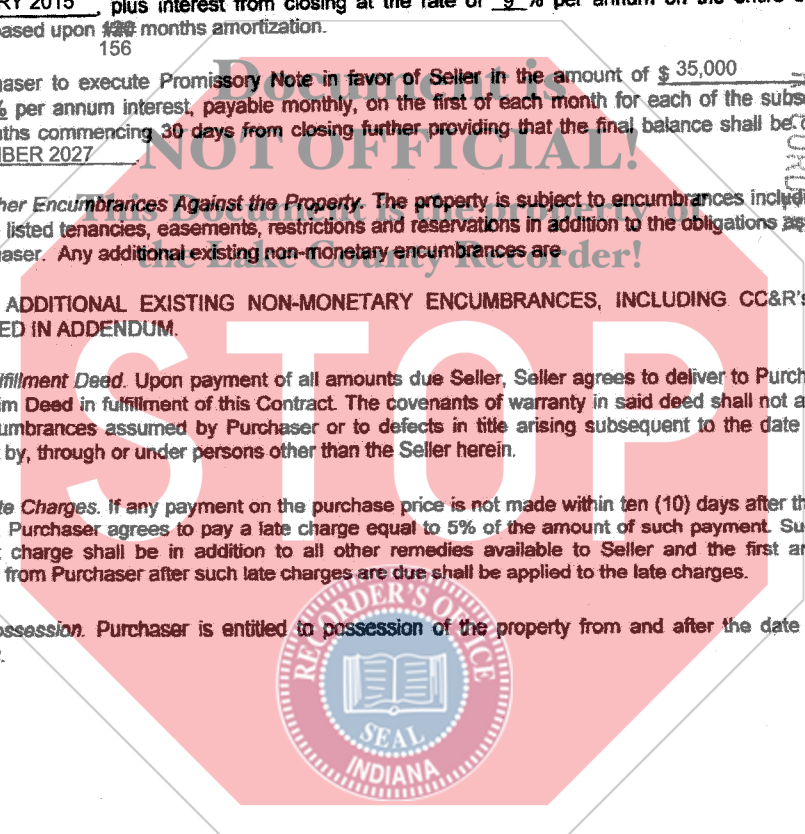 RY 2015 , plus interest from closing at the rate of 9 % per annum on the entire
ased upon 120 months amortization.
156
haser to execute Promissory Note in favor of Seller in the amount of $ 35,000
% per annum interest, payable monthly, on the first of each month for each of the subs
nths commencing 30 days from closing further providing that the final balance shall be
MBER 2027
her Encumbrances Against the Property. The property is subject to encumbrances includi
listed tenancies, easements, restrictions and reservations in addition to the obligations as
haser. Any additional existing non-monetary encumbrances are
ADDITIONAL EXISTING NON-MONETARY ENCUMBRANCES, INCLUDING CC&R's
ED IN ADDENDUM.
lfillment Deed. Upon payment of all amounts due Seller, Seller agrees to deliver to Purch
im Deed in fulfillment of this Contract. The covenants of warranty in said deed shall not a
umbrances assumed by Purchaser or to defects in title arising subsequent to the date
by, through or under persons other than the Seller herein.
te Charges. If any payment on the purchase price is not made within ten (10) days after th
Purchaser agrees to pay a late charge equal to 5% of the amount of such payment. Su
charge shall be in addition to all other remedies available to Seller and the first a
from Purchaser after such late charges are due shall be applied to the late charges.
ossession. Purchaser is entitled to possession of the property from and after the date
Document is
NOT OFFICIAL!
This Document is the property of
the Lake County Recorder!
STOP
RECORDER'S OFFICE
SEAL
INDIANA